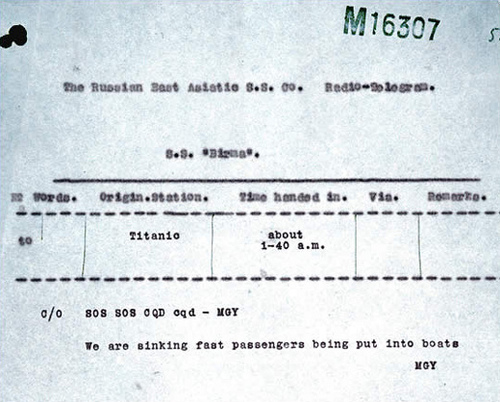 M16307
The Russian East Asiatic S.S. Co. Radio-Telegram.
S.S. "Birma".
Words. Origin.Station. Time handed in. Via. Remarks.
to Titanic about
1-40 a.m.
C/O SOS SOS CQD cqd - MGY
We are sinking fast passengers being put into boats
MGY